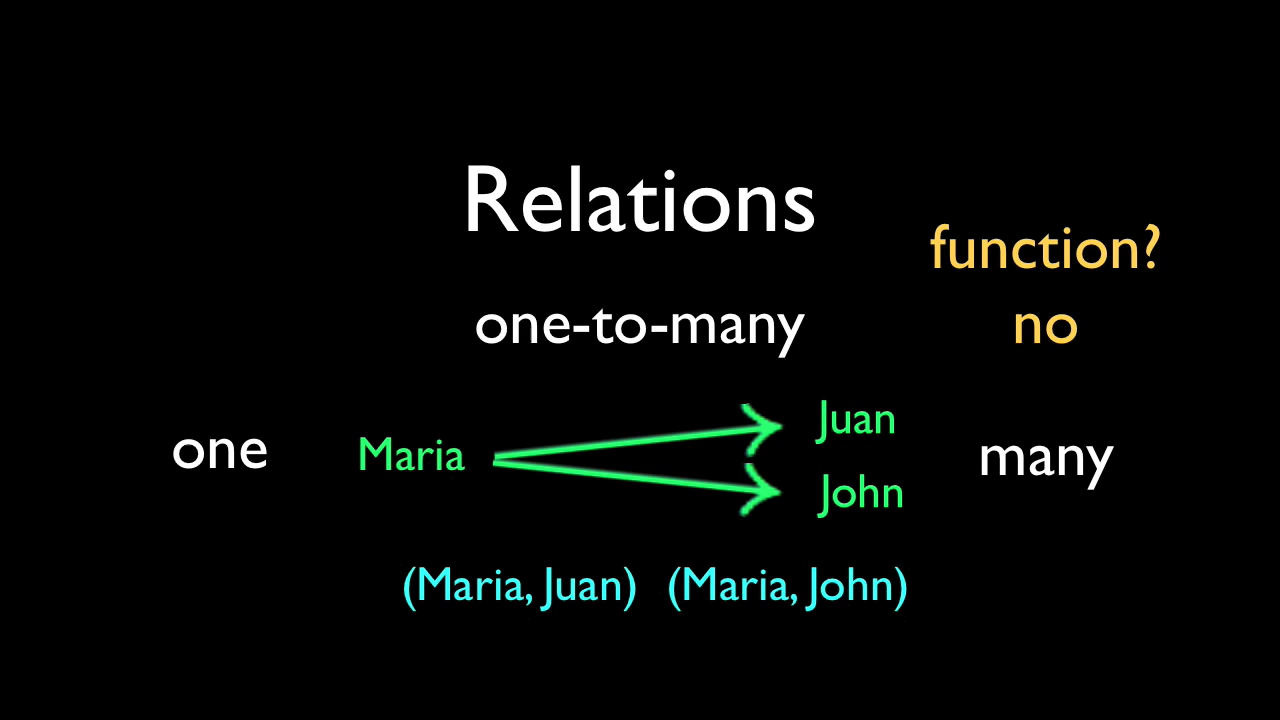 Relations
function?
one-to-many
no
one
Maria
Juan
John
many
(Maria, Juan) (Maria, John)